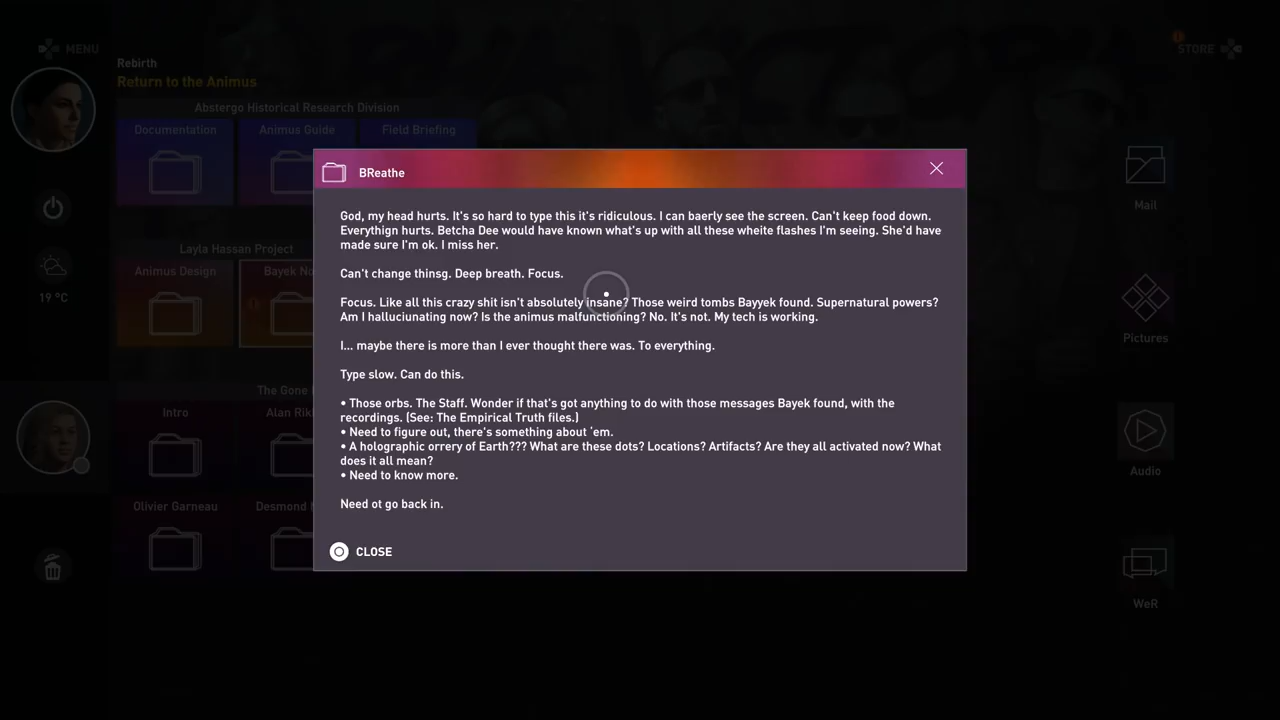 MENU
STORE
Rebirth
Return to the Animus
Abstergo Historical Research Division
Documentation
Animus Guide
Field Briefing
BReathe
God, my head hurts. It's so hard to type this it's ridiculous. I can baerly see the screen. Can't keep food down.
Everythign hurts. Betcha Dee would have known what's up with all these wheite flashes I'm seeing. She'd have
made sure I'm ok. I miss her.
Can't change thinsg. Deep breath. Focus.
Focus. Like all this crazy shit isn't absolutely insane? Those weird tombs Bayyek found. Supernatural powers?
Am I halluciunating now? Is the animus malfunctioning? No. It's not. My tech is working.
I... maybe there is more than I ever thought there was. To everything.
Type slow. Can do this.
• Those orbs. The Staff. Wonder if that's got anything to do with those messages Bayek found, with the
recordings. (See: The Empirical Truth files.)
• Need to figure out, there's something about 'em.
• A holographic orrery of Earth??? What are these dots? Locations? Artifacts? Are they all activated now? What
does it all mean?
• Need to know more.
Need ot go back in.
CLOSE
Layla Hassan Project
Animus Design
Bayek No
19 °C
The Gone
Intro
Alan Rik
Olivier Garneau
Desmond
Mail
Pictures
Audio
WeR